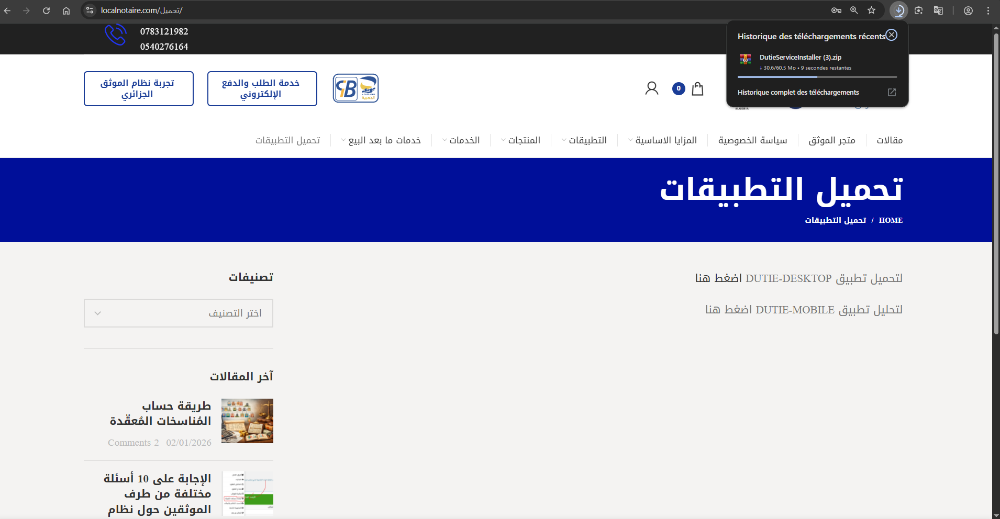 localnotaire.com/تحميل/
Historique des téléchargements récents
DutieServiceInstaller (3).zip
↓ 30,6/60,5 Mo • 9 secondes restantes
Historique complet des téléchargements
0783121982
0540276164
ALGERIA
0
خدمة الطلب والدفع
الإلكتروني
تجربة نظام الموثق
الجزائري
مقالات
متجر الموثق
سياسة الخصوصية
المزايا الاساسية
التطبيقات
المنتجات
الخدمات
خدمات ما بعد البيع
تحميل التطبيقات
تحميل التطبيقات
HOME / تحميل التطبيقات
لتحميل تطبيق DUTIE-DESKTOP اضغط هنا
لتحليل تطبيق DUTIE-MOBILE اضغط هنا
تصنيفات
اختر التصنيف
آخر المقالات
طريقة حساب
المُناسخات المُعقّدة
02/01/2026 2 Comments
الإجابة على 10 أسئلة
مختلفة من طرف
الموثقين حول نظام